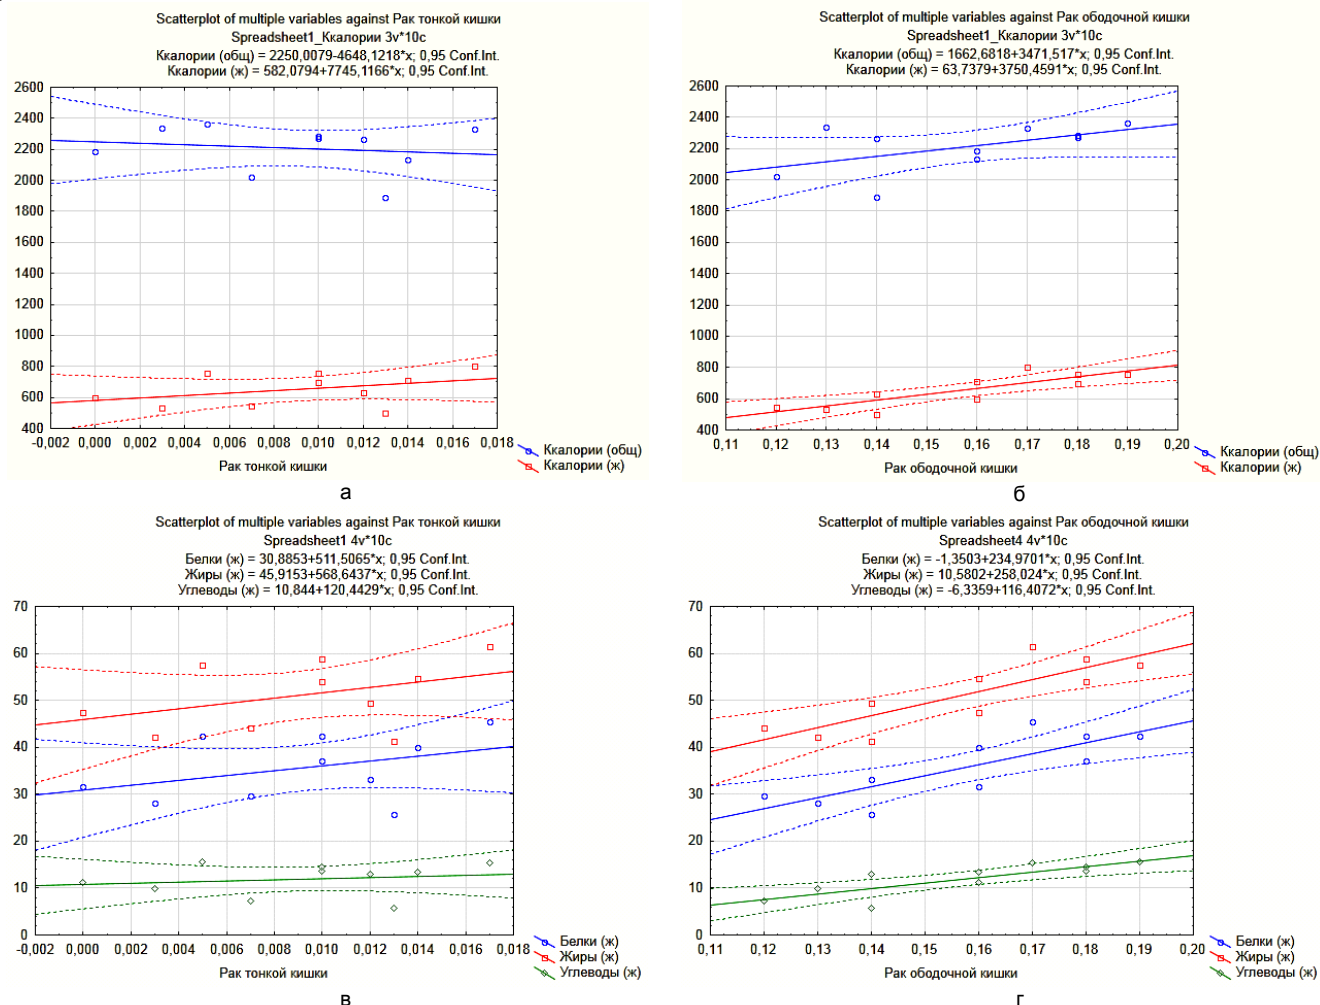 Scatterplot of multiple variables against Рак тонкой кишки
Spreadsheet1_Ккалории 3v*10c
Ккалории (общ) = 2250,0079-4648,1218*x; 0,95 Conf.Int.
Ккалории (ж) = 582,0794+7745,1166*x; 0,95 Conf.Int.
2600
2400
2200
2000
1800
1600
1400
1200
1000
800
600
400
-0,002 0,000 0,002 0,004 0,006 0,008 0,010 0,012 0,014 0,016 0,018
Рак тонкой кишки
Ккалории (общ)
Ккалории (ж)
а
Scatterplot of multiple variables against Рак ободочной кишки
Spreadsheet1_Ккалории 3v*10c
Ккалории (общ) = 1662,6818+3471,517*x; 0,95 Conf.Int.
Ккалории (ж) = 63,7379+3750,4591*x; 0,95 Conf.Int.
2600
2400
2200
2000
1800
1600
1400
1200
1000
800
600
400
0,11 0,12 0,13 0,14 0,15 0,16 0,17 0,18 0,19 0,20
Рак ободочной кишки
Ккалории (общ)
Ккалории (ж)
б
Scatterplot of multiple variables against Рак тонкой кишки
Spreadsheet1 4v*10c
Белки (ж) = 30,8853+511,5065*x; 0,95 Conf.Int.
Жиры (ж) = 45,9153+568,6437*x; 0,95 Conf.Int.
Углеводы (ж) = 10,844+120,4429*x; 0,95 Conf.Int.
70
60
50
40
30
20
10
0
-0,002 0,000 0,002 0,004 0,006 0,008 0,010 0,012 0,014 0,016 0,018
Рак тонкой кишки
Белки (ж)
Жиры (ж)
Углеводы (ж)
в
Scatterplot of multiple variables against Рак ободочной кишки
Spreadsheet4 4v*10c
Белки (ж) = -1,3503+234,9701*x; 0,95 Conf.Int.
Жиры (ж) = 10,5802+258,024*x; 0,95 Conf.Int.
Углеводы (ж) = -6,3359+116,4072*x; 0,95 Conf.Int.
70
60
50
40
30
20
10
0
0,11 0,12 0,13 0,14 0,15 0,16 0,17 0,18 0,19 0,20
Рак ободочной кишки
Белки (ж)
Жиры (ж)
Углеводы (ж)
г